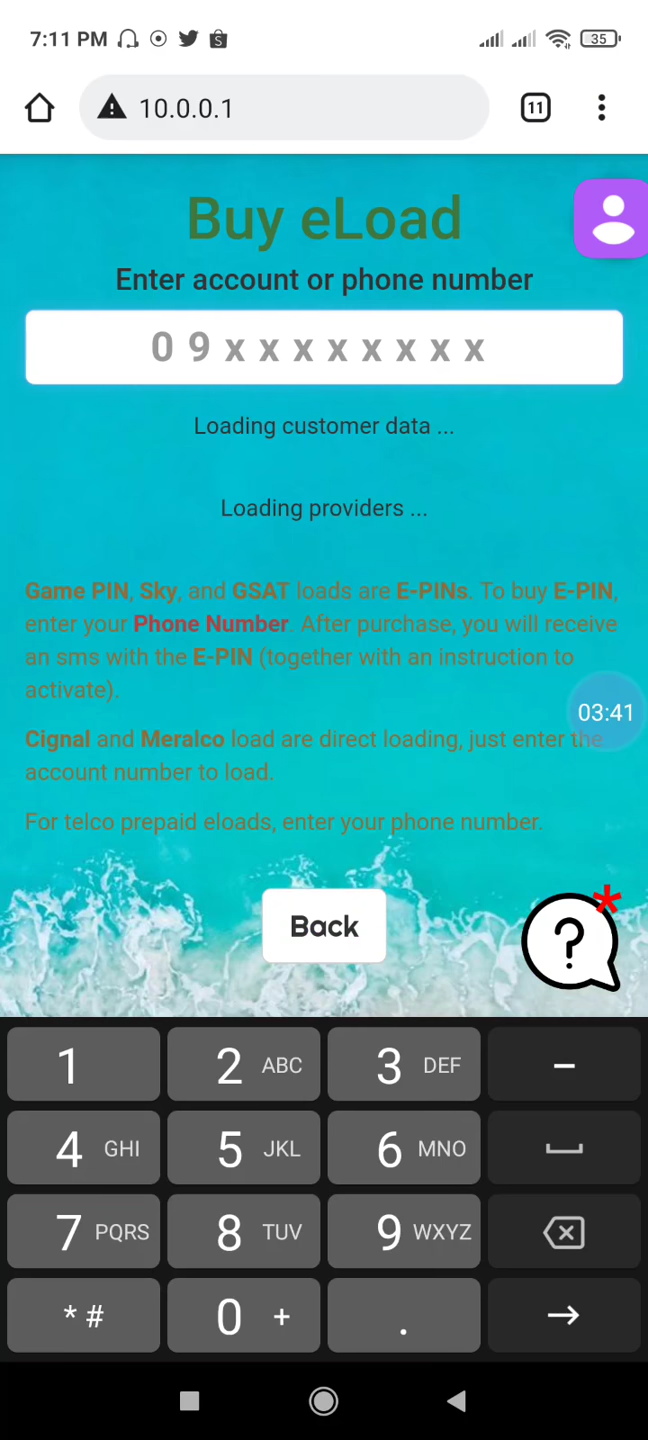 7:11 PM
35
10.0.0.1
11
Buy eLoad
Enter account or phone number
09xxxxxxxx
Loading customer data ...
Loading providers ...
Game PIN, Sky, and GSAT loads are E-PINs. To buy E-PIN,
enter your Phone Number. After purchase, you will receive
an sms with the E-PIN (together with an instruction to
activate).
03:41
Cignal and Meralco load are direct loading, just enter the
account number to load.
For telco prepaid eloads, enter your phone number.
Back
?
*
1 2 ABC 3 DEF -
4 GHI 5 JKL 6 MNO
7 PQRS 8 TUV 9 WXYZ
* # 0 + .